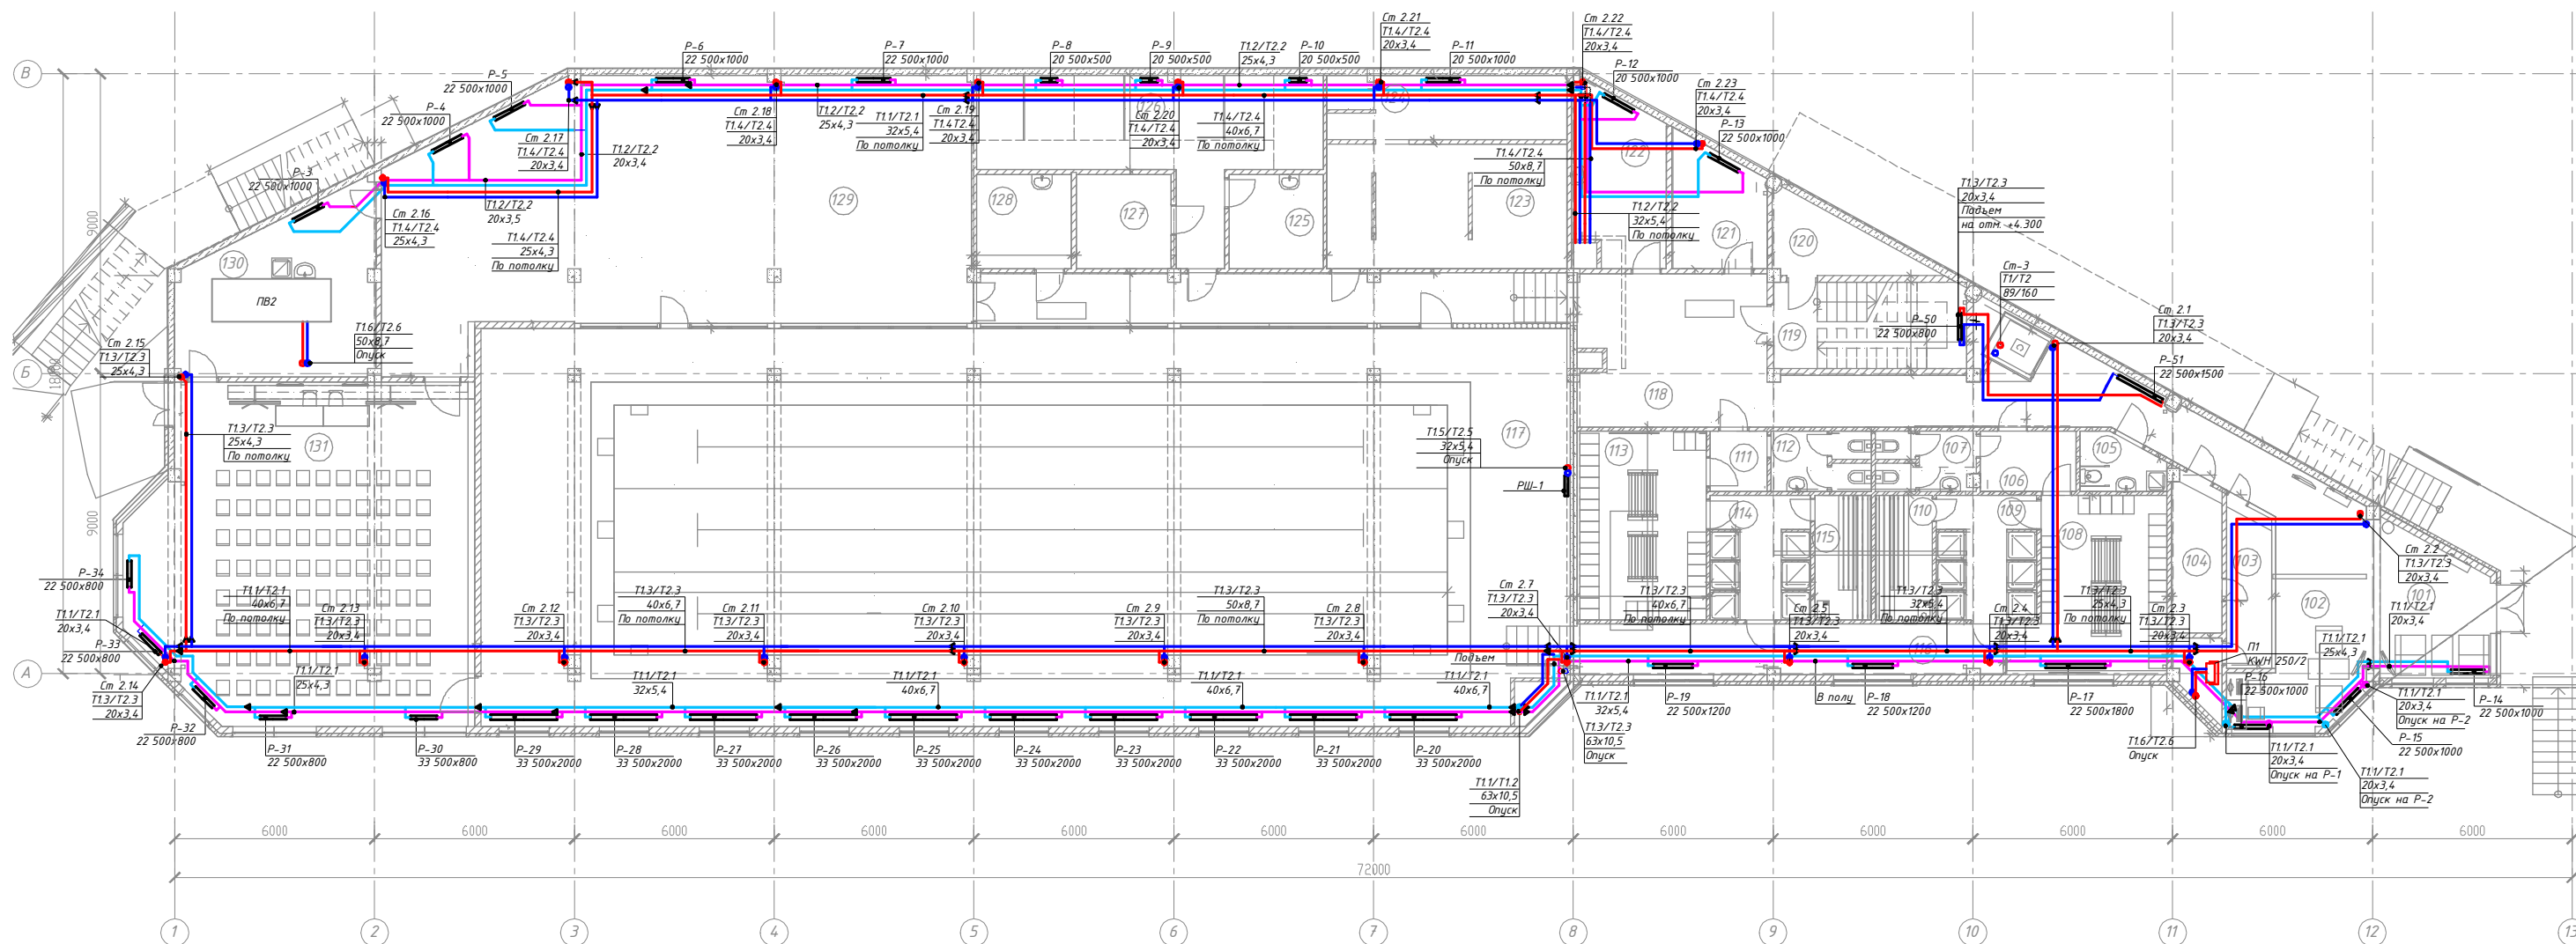 Ст 2.21
Т1.4/Т2.4
20х3,4
Ст 2.22
Т1.4/Т2.4
20х3,4
Р-6
22 500х1000
Р-7
22 500х1000
Р-8
20 500х500
Р-9
20 500х500
Т1.2/Т2.2
25х4,3
Р-10
20 500х500
Р-11
20 500х1000
Р-12
20 500х1000
В
Р-5
22 500х1000
Р-4
22 500х1000
Ст 2.23
Т1.4/Т2.4
20х3,4
Р-13
22 500х1000
Ст 2.18
Т1.4/Т2.4
20х3,4
Т1.2/Т2.2
25х4,3
Т1.1/Т2.1
32х5,4
По потолку
Ст 2.19
Т1.4Т2.4
20х3,4
126
Ст 2.20
Т1.4/Т2.4
20х3,4
Т1.4/Т2.4
40х6,7
По потолку
124
Ст 2.17
Т1.4/Т2.4
20х3,4
Т1.2/Т2.2
20х3,4
Т1.4/Т2.4
50х8,7
По потолку
122
Р-3
22 500х1000
Т1.3/Т2.3
20х3,4
Подъем
на отм. +4.300
9000
Ст 2.16
Т1.4/Т2.4
25х4,3
Т1.2/Т2.2
20х3,5
Т1.4/Т2.4
25х4,3
По потолку
129
128
127
125
123
Т1.2/Т2.2
32х5,4
По потолку
121
120
130
ПВ2
Ст-3
Т1/Т2
89/160
Ст 2.1
Т1.3/Т2.3
20х3,4
Р-50
22 500х800
119
Т1.6/Т2.6
50х8,7
Опуск
Ст 2.15
Т1.3/Т2.3
25х4,3
Б
18000
Р-51
22 500х1500
118
Т1.3/Т2.3
25х4,3
По потолку
131
Т1.5/Т2.5
32х5,4
Опуск
117
РШ-1
113
111
112
107
105
106
114
115
110
109
108
9000
104
103
102
101
Ст 2.2
Т1.3/Т2.3
20х3,4
Р-34
22 500х800
Т1.1/Т2.1
20х3,4
Р-33
22 500х800
Т1.1/Т2.1
40х6,7
По потолку
Ст 2.13
Т1.3/Т2.3
20х3,4
Ст 2.12
Т1.3/Т2.3
20х3,4
Т1.3/Т2.3
40х6,7
По потолку
Ст 2.11
Т1.3/Т2.3
20х3,4
Ст 2.10
Т1.3/Т2.3
20х3,4
Ст 2.9
Т1.3/Т2.3
20х3,4
Т1.3/Т2.3
50х8,7
По потолку
Ст 2.8
Т1.3/Т2.3
20х3,4
Ст 2.7
Т1.3/Т2.3
20х3,4
Т1.3/Т2.3
40х6,7
По потолку
Ст 2.5
Т1.3/Т2.3
20х3,4
Т1.3/Т2.3
32х5,4
По потолку
Ст 2.4
Т1.3/Т2.3
20х3,4
Т1.3/Т2.3
25х4,3
По потолку
Ст 2.3
Т1.3/Т2.3
20х3,4
Т1.1/Т2.1
20х3,4
Т1.1/Т2.1
25х4,3
116
П1
KWH 250/2
Р-16
22 500х1000
А
Подъем
Ст 2.14
Т1.3/Т2.3
20х3,4
Т1.1/Т2.1
25х4,3
Т1.1/Т2.1
32х5,4
Т1.1/Т2.1
40х6,7
Т1.1/Т2.1
40х6,7
Т1.1/Т2.1
40х6,7
Т1.1/Т2.1
32х5,4
Р-19
22 500х1200
В полу
Р-18
22 500х1200
Р-17
22 500х1800
Т1.1/Т2.1
20х3,4
Опуск на Р-2
Р-14
22 500х1000
Р-15
22 500х1000
Р-32
22 500х800
Р-31
22 500х800
Р-30
33 500х800
Р-29
33 500х2000
Р-28
33 500х2000
Р-27
33 500х2000
Р-26
33 500х2000
Р-25
33 500х2000
Р-24
33 500х2000
Р-23
33 500х2000
Р-22
33 500х2000
Р-21
33 500х2000
Р-20
33 500х2000
Т1.3/Т2.3
63х10,5
Опуск
Т1.6/Т2.6
Опуск
Т1.1/Т2.1
20х3,4
Опуск на Р-1
Т1.1/Т2.1
20х3,4
Опуск на Р-2
Т1.1/Т1.2
63х10,5
Опуск
6000 6000 6000 6000 6000 6000 6000 6000 6000 6000 6000 6000
72000
1 2 3 4 5 6 7 8 9 10 11 12 13